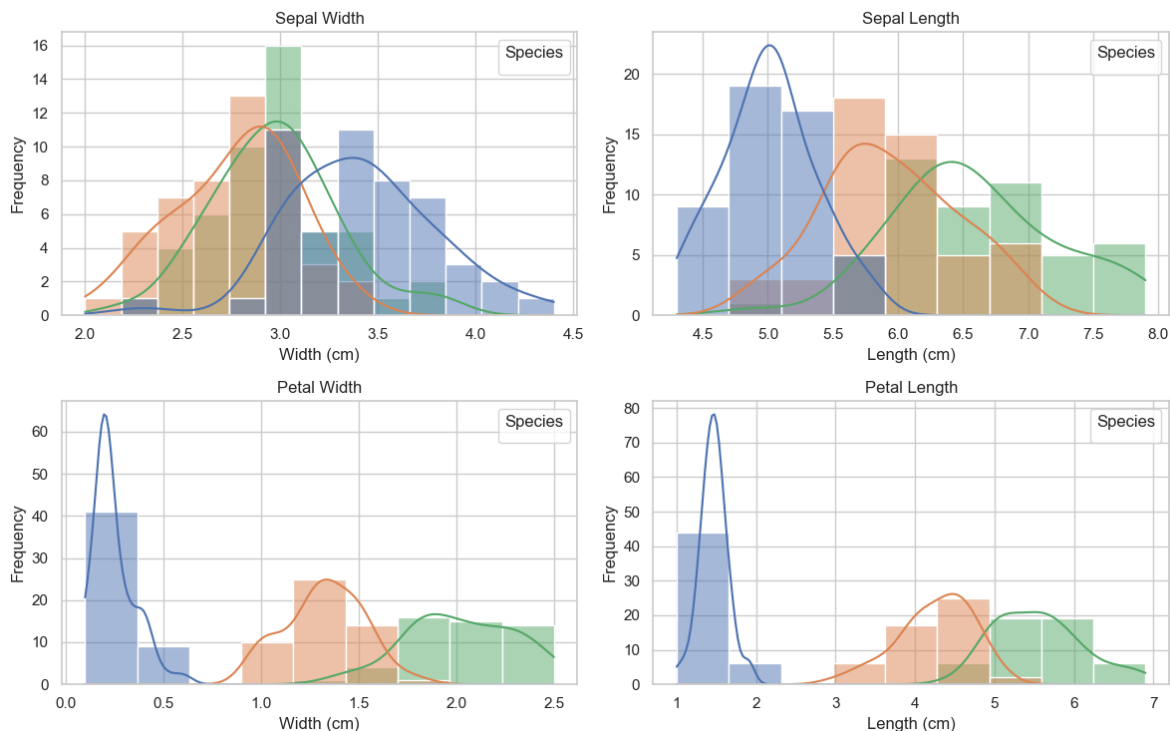 Sepal Width
Species
16
14
12
10
8
6
4
2
0
Frequency
2.0 2.5 3.0 3.5 4.0 4.5
Width (cm)
Sepal Length
Species
20
15
10
5
0
Frequency
4.5 5.0 5.5 6.0 6.5 7.0 7.5 8.0
Length (cm)
Petal Width
Species
60
50
40
30
20
10
0
Frequency
0.0 0.5 1.0 1.5 2.0 2.5
Width (cm)
Petal Length
Species
80
70
60
50
40
30
20
10
0
Frequency
1 2 3 4 5 6 7
Length (cm)